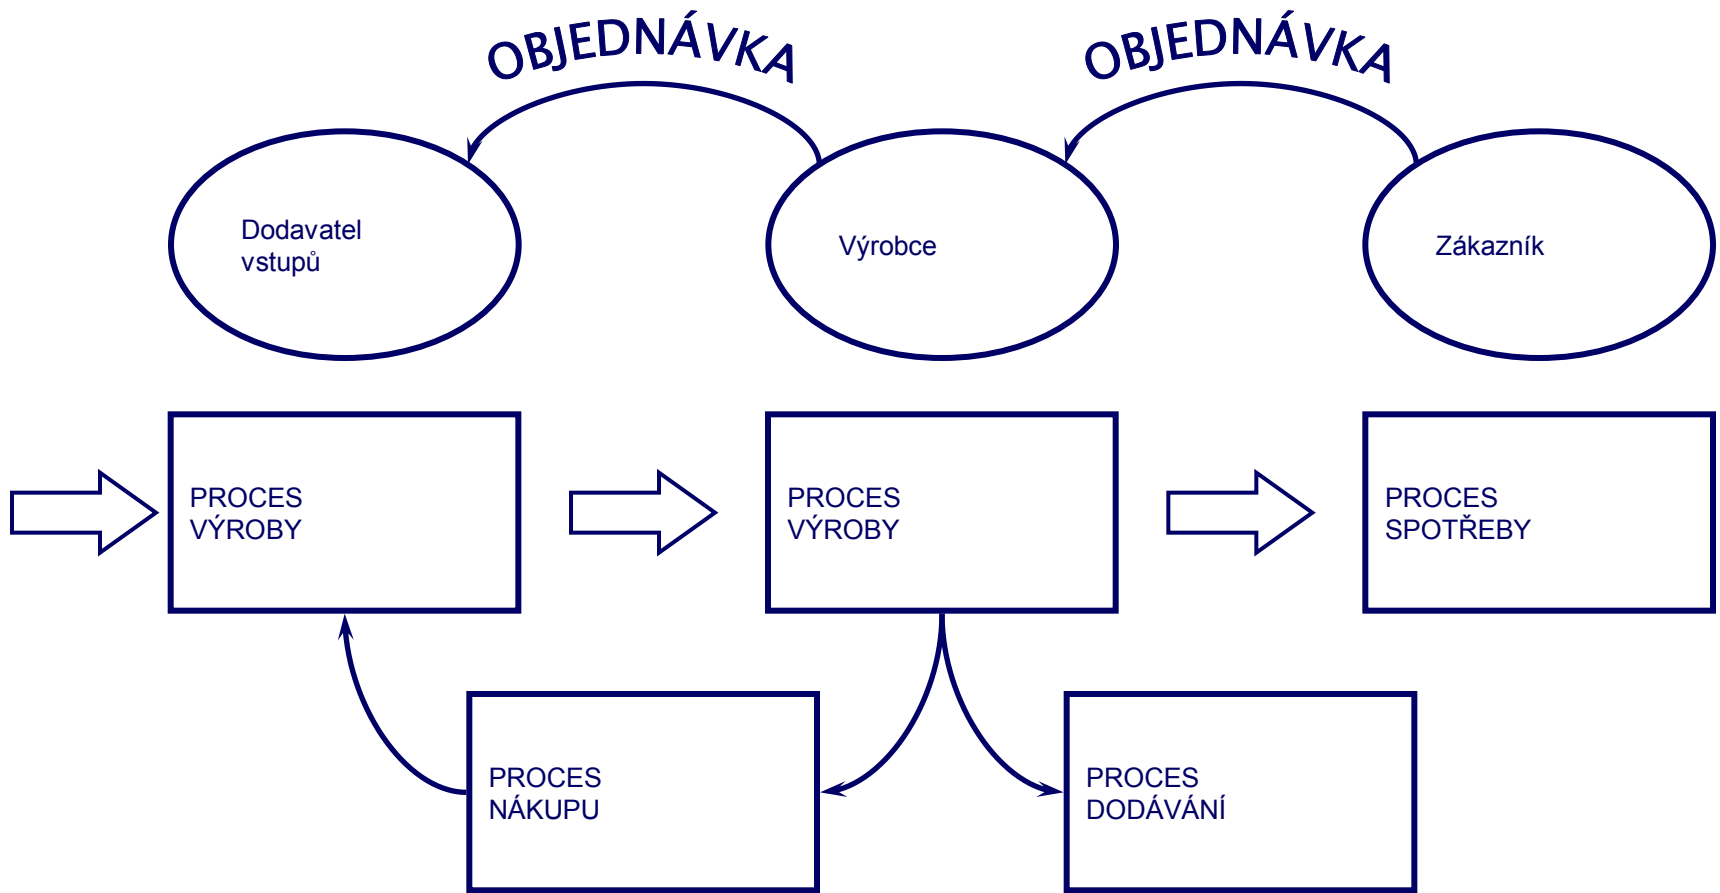 OBJEDNÁVKA
OBJEDNÁVKA
Dodavatel
vstupů
Výrobce
Zákazník
PROCES
VÝROBY
PROCES
VÝROBY
PROCES
SPOTŘEBY
PROCES
NÁKUPU
PROCES
DODÁVÁNÍ